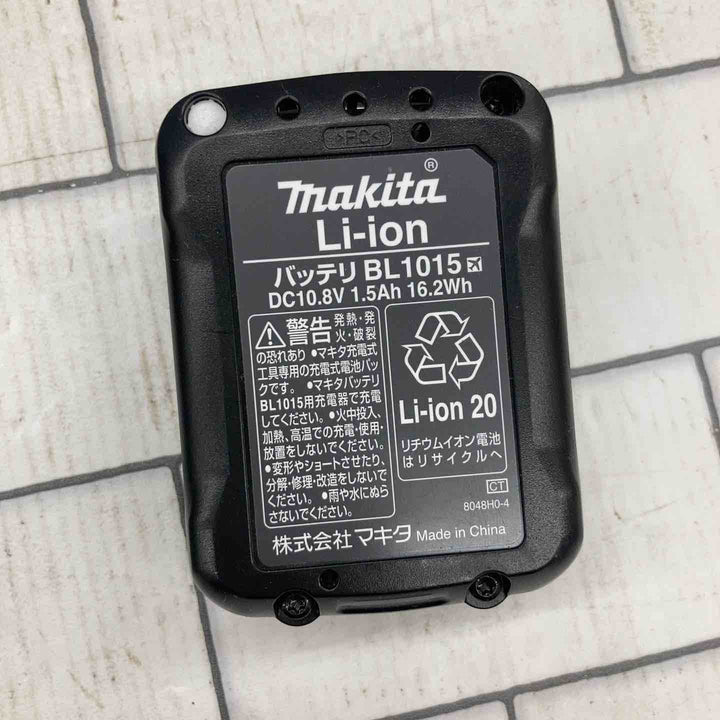 >PC<
makita®
Li-ion
バッテリ BL1015
DC10.8V 1.5Ah 16.2Wh
警告 発熱・発
火・破裂
の恐れあり •マキタ充電式
工具専用の充電式電池パッ
クです。 •マキタバッテリ
BL1015用充電器で充電
してください。 •火中投入、
加熱、高温での充電・使用・
放置をしないでください。
•変形やショートさせたり、
分解・修理・改造をしないで
ください。 •雨や水にぬら
さないでください。
Li-ion 20
リチウムイオン電池
はリサイクルへ
CT
8048H0-4
株式会社 マキタ Made in China